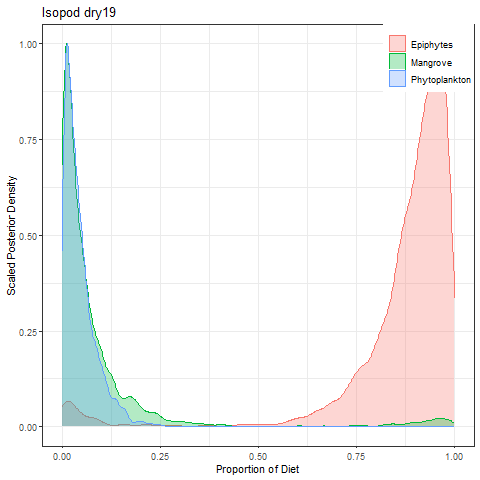 Isopod dry19
Epiphytes
Mangrove
Phytoplankton
1.00
0.75
0.50
0.25
0.00
Scaled Posterior Density
0.00 0.25 0.50 0.75 1.00
Proportion of Diet